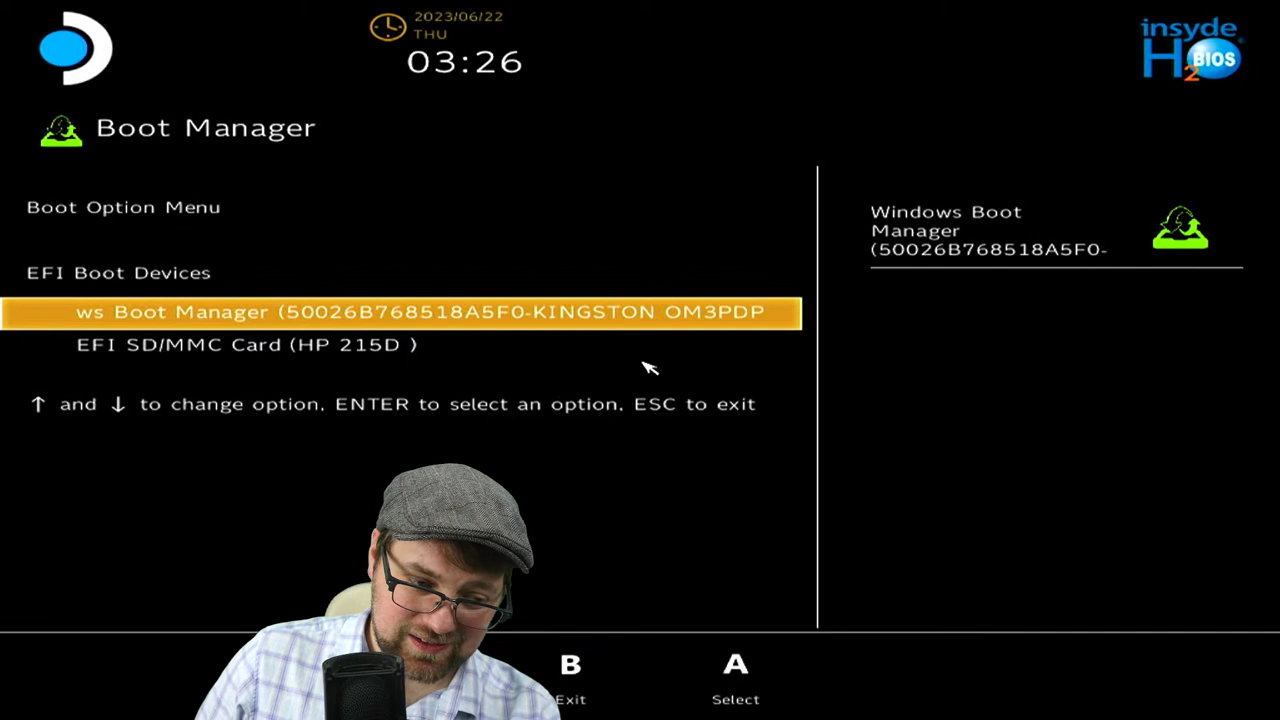 2023/06/22
THU
03:26
insyde
H2 BIOS
Boot Manager
Boot Option Menu
EFI Boot Devices
ws Boot Manager (50026B768518A5F0-KINGSTON OM3PDP
EFI SD/MMC Card (HP 215D )
↑ and ↓ to change option, ENTER to select an option, ESC to exit
Windows Boot
Manager
(50026B768518A5F0-
B
Exit
A
Select